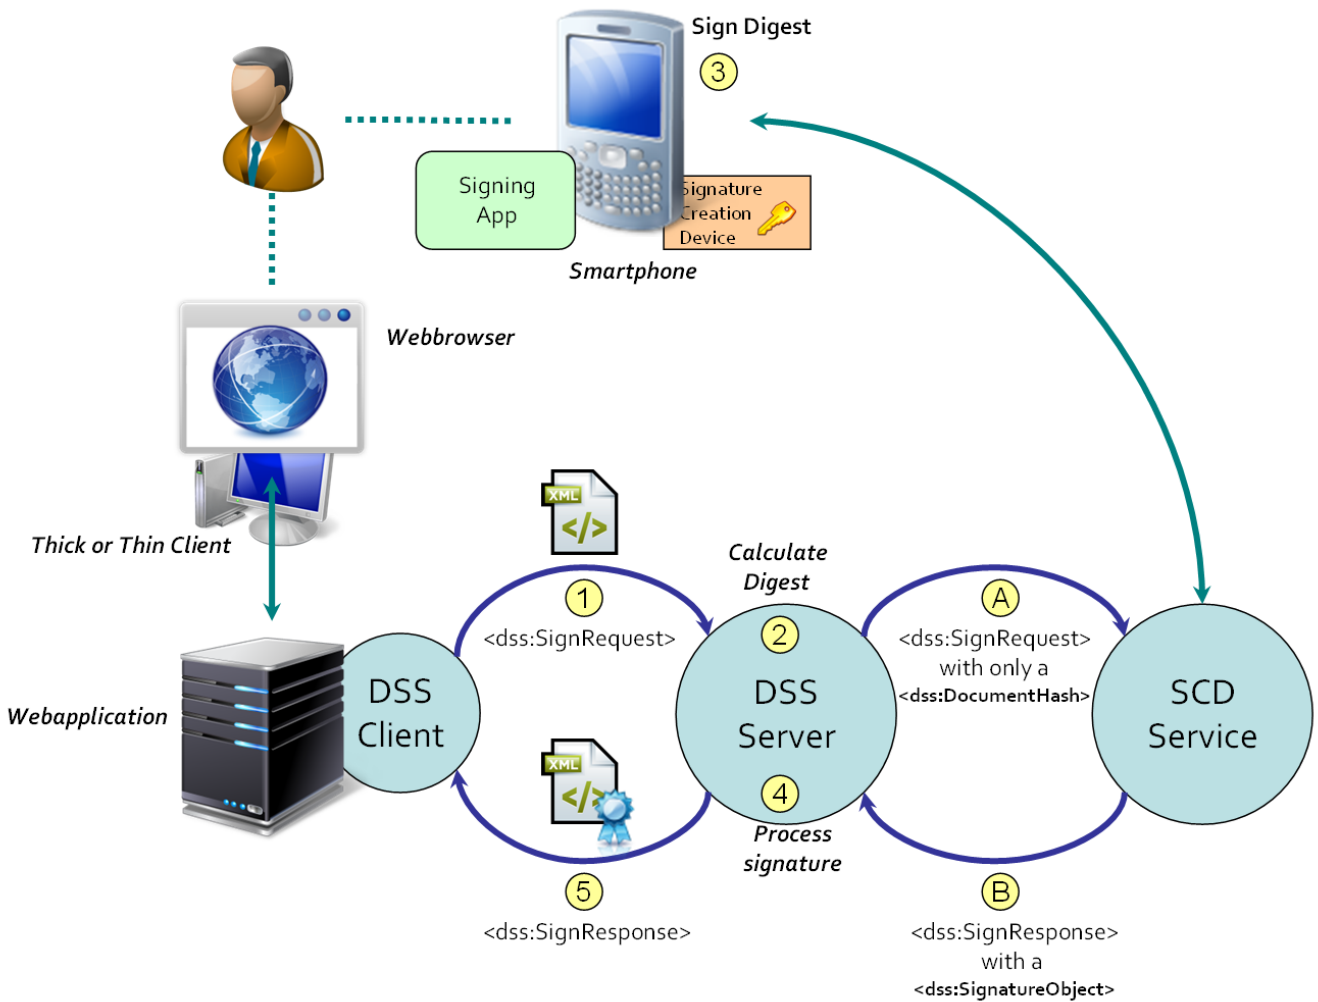 Sign Digest
3
Signing
App
Signature
Creation
Device
Smartphone
Webbrowser
Thick or Thin Client
XML
</>
1
<dss:SignRequest>
Calculate
Digest
2
A
<dss:SignRequest>
with only a
<dss:DocumentHash>
Webapplication
DSS
Client
DSS
Server
SCD
Service
XML
</>
4
Process
signature
5
<dss:SignResponse>
B
<dss:SignResponse>
with a
<dss:SignatureObject>